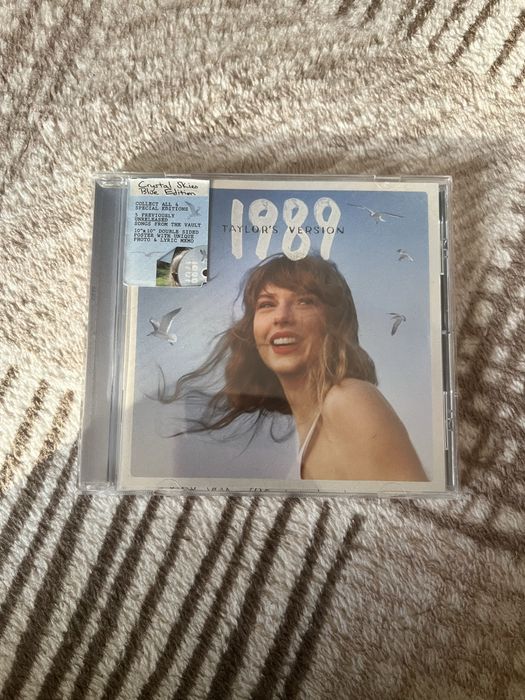 Crystal Skies
Blue Edition
COLLECT ALL 4
SPECIAL EDITIONS
5 PREVIOUSLY
UNRELEASED
SONGS FROM THE VAULT
10"x10" DOUBLE SIDED
POSTER WITH UNIQUE
PHOTO & LYRIC MEMO
1989
TAYLOR'S VERSION